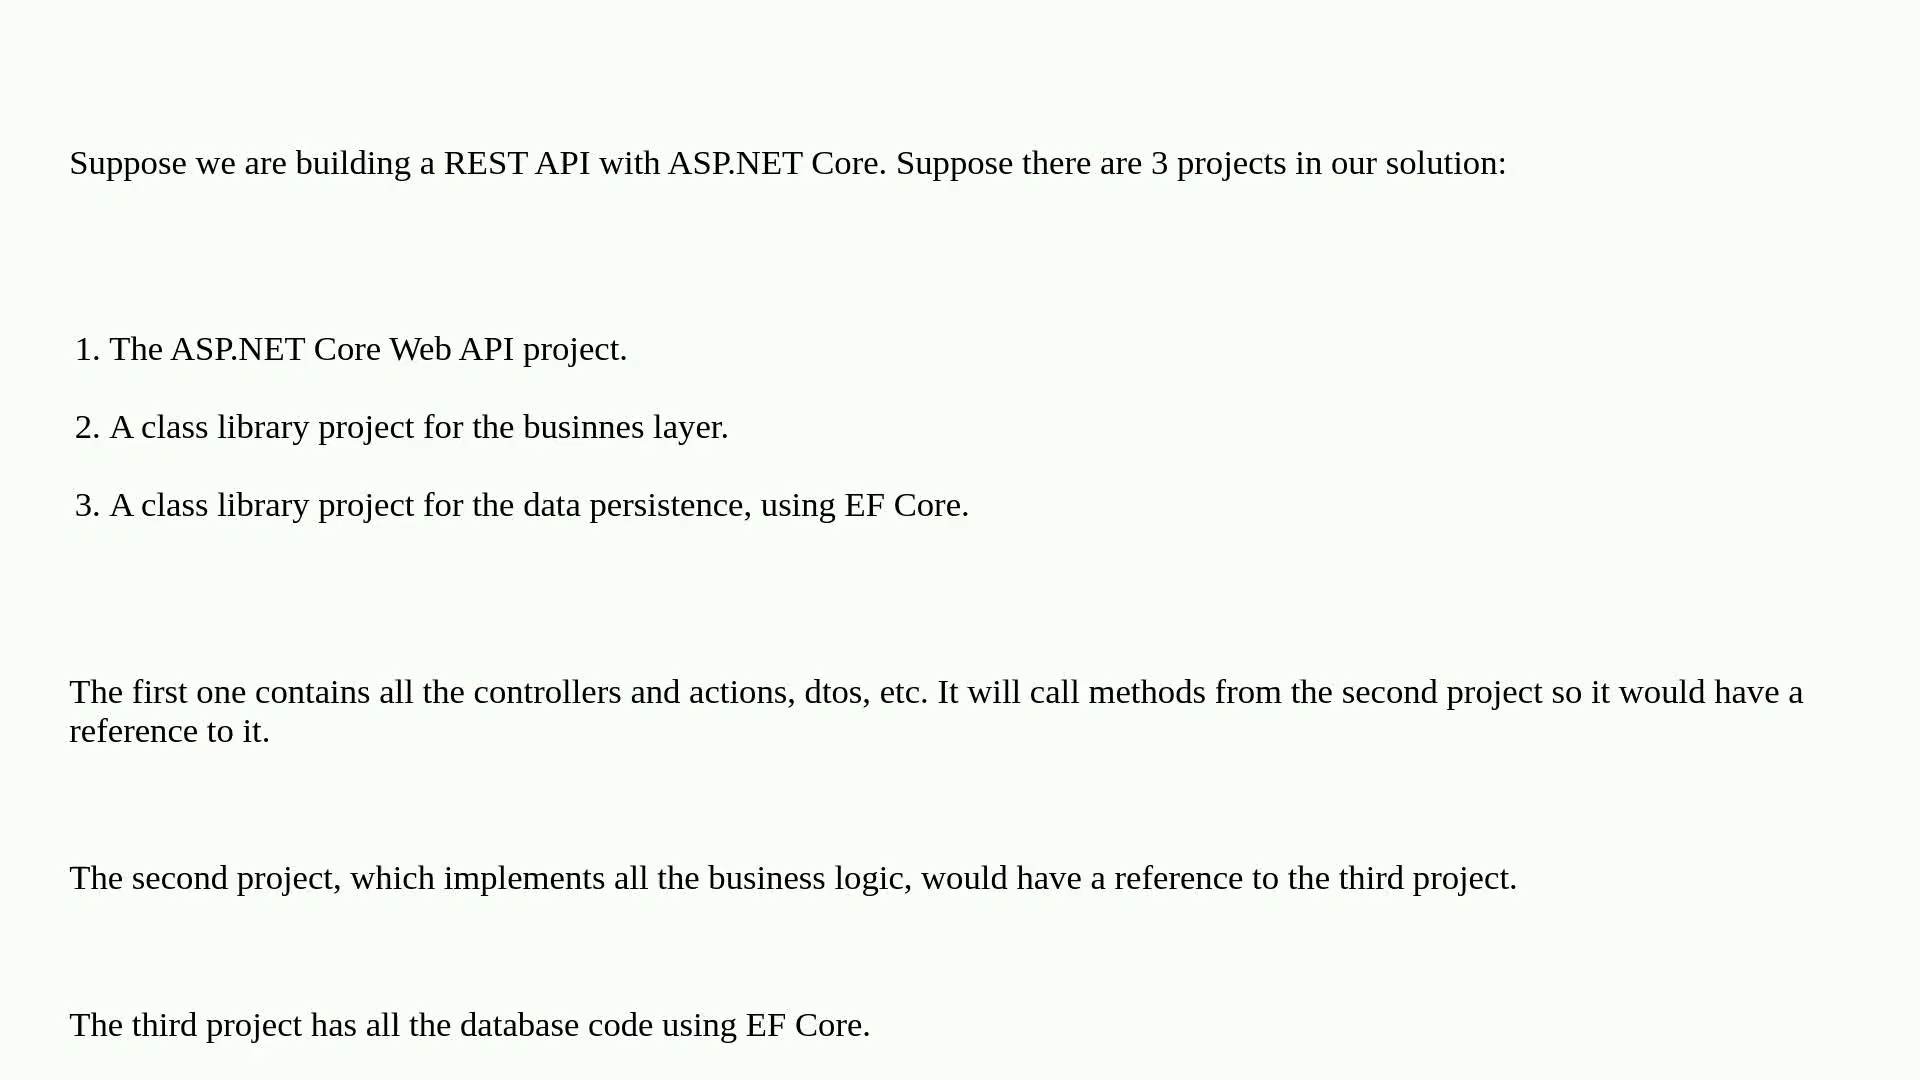 Suppose we are building a REST API with ASP.NET Core. Suppose there are 3 projects in our solution:
1. The ASP.NET Core Web API project.
2. A class library project for the businnes layer.
3. A class library project for the data persistence, using EF Core.
The first one contains all the controllers and actions, dtos, etc. It will call methods from the second project so it would have a
reference to it.
The second project, which implements all the business logic, would have a reference to the third project.
The third project has all the database code using EF Core.